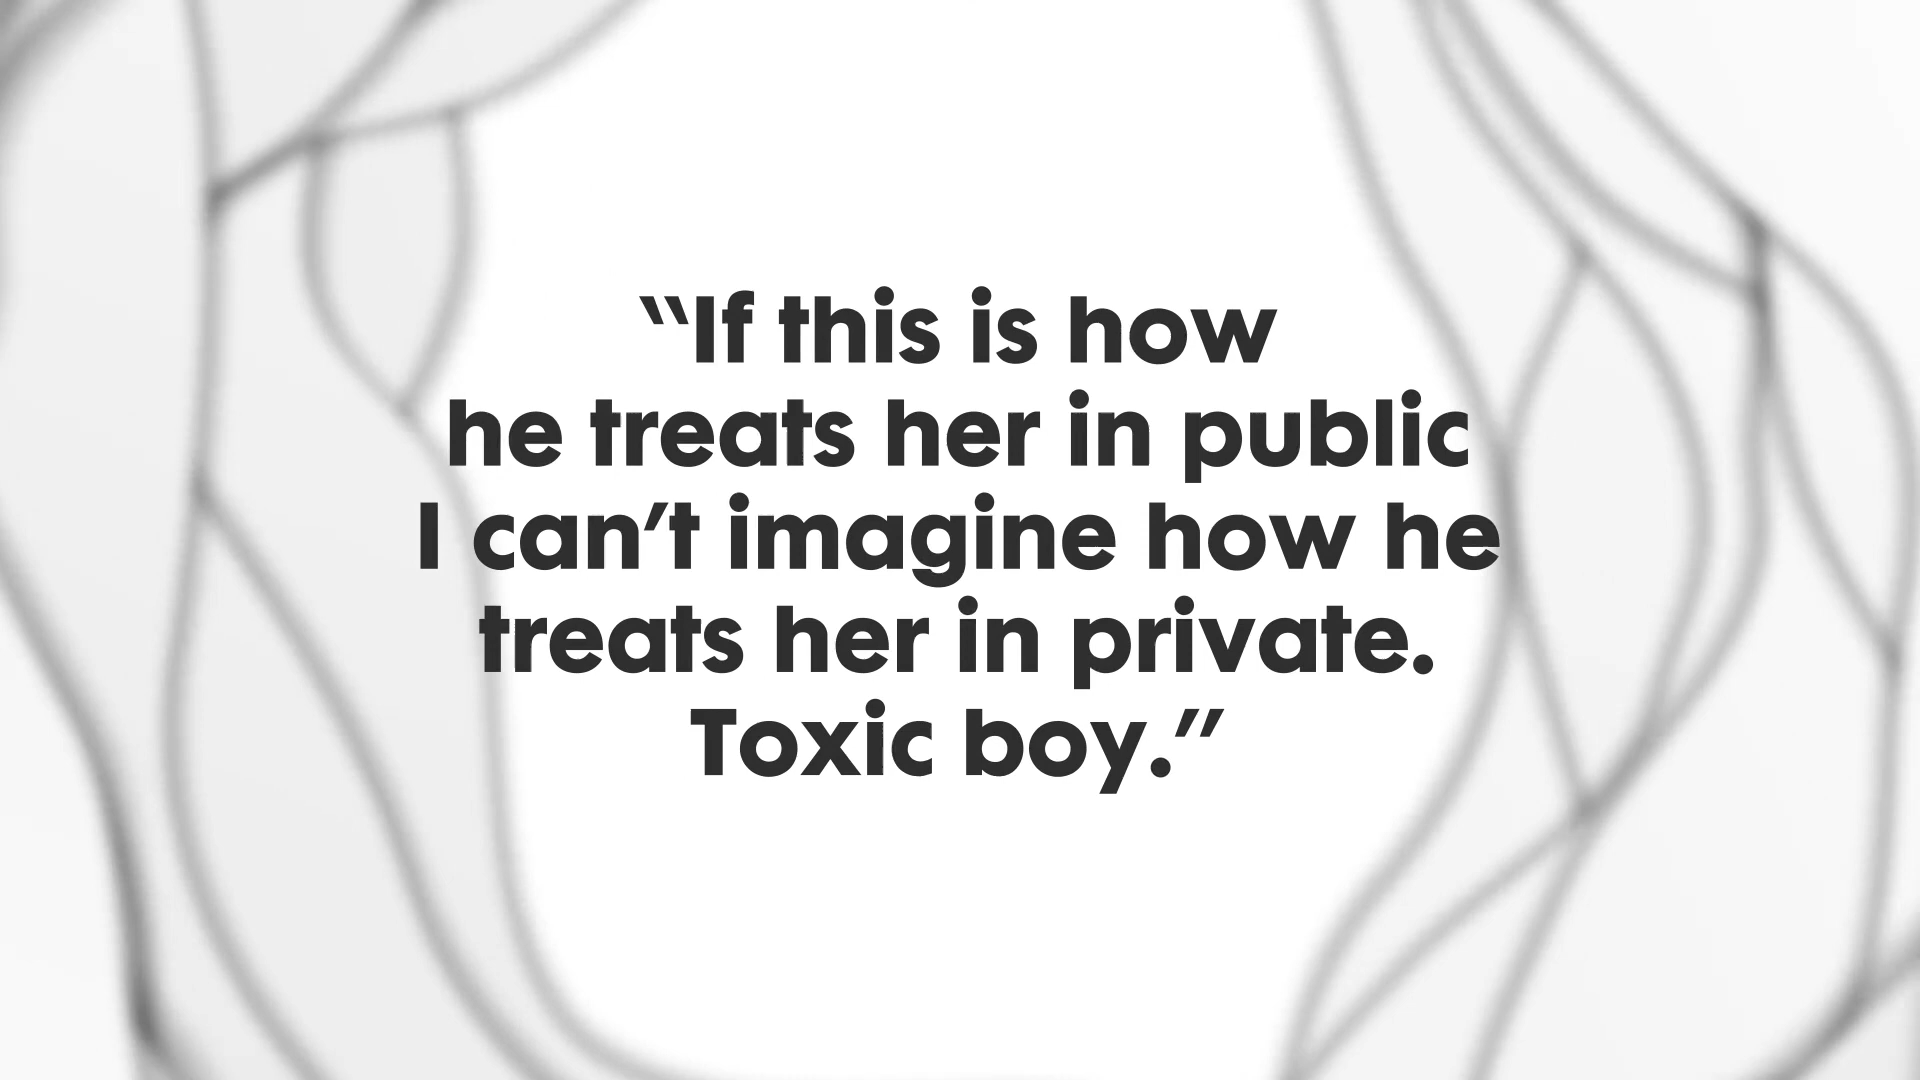 “If this is how
he treats her in public
I can’t imagine how he
treats her in private.
Toxic boy.”